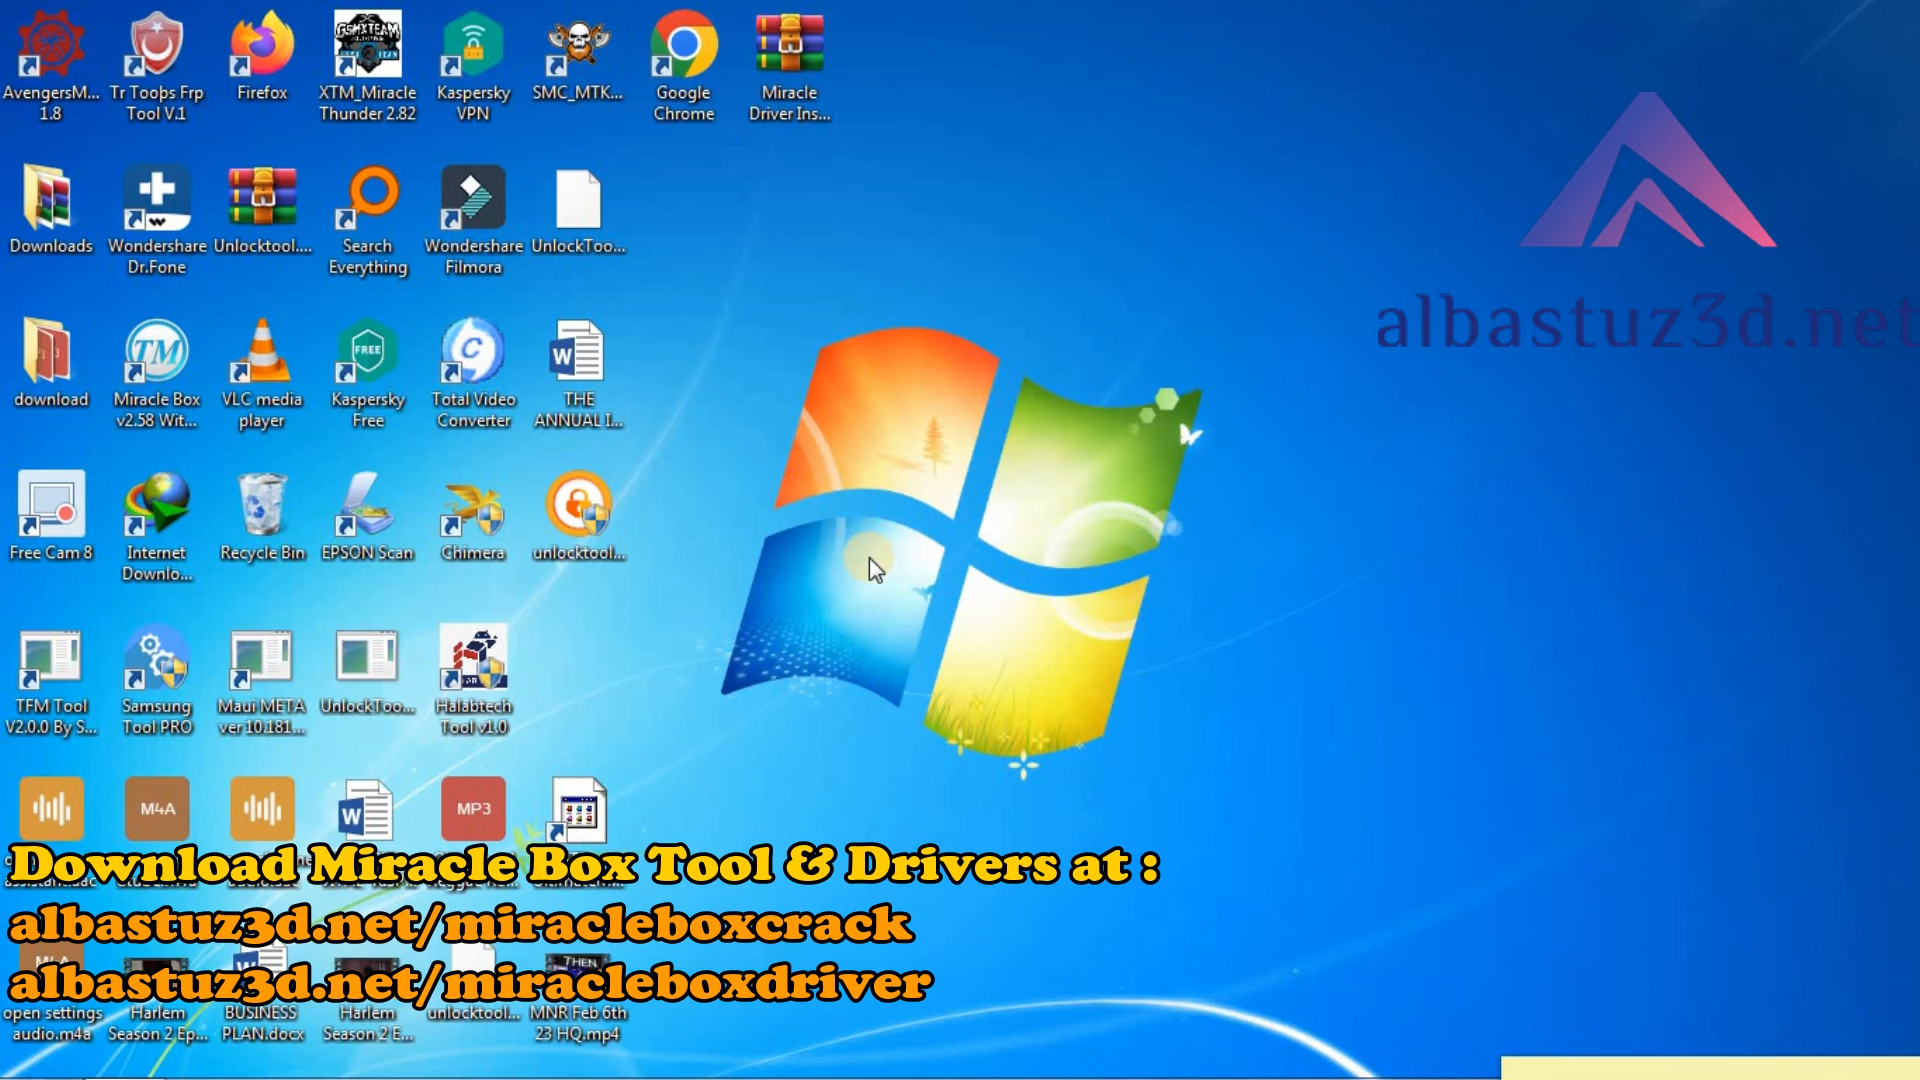 AvengersM...
1.8
Tr Tooþs Frp
Tool V.1
Firefox
XTM_Miracle
Thunder 2.82
Kaspersky
VPN
SMC_MTK...
Google
Chrome
Miracle
Driver Ins...
albastuz3d.net
Downloads
Wondershare
Dr.Fone
Unlocktool....
Search
Everything
Wondershare
Filmora
UnlockToo...
download
TM
Miracle Box
v2.58 Wit...
VLC media
player
FREE
Kaspersky
Free
Total Video
Converter
W
THE
ANNUAL I...
Free Cam 8
Internet
Downlo...
Recycle Bin
EPSON Scan
Chimera
unlocktool...
TFM Tool
V2.0.0 By S...
Samsung
Tool PRO
Maui META
ver 10.181...
UnlockToo...
Halabtech
Tool v1.0
M4A
W
MP3
Download Miracle Box Tool & Drivers at :
albastuz3d.net/miracleboxcrack
albastuz3d.net/miracleboxdriver
THEN
open settings
audio.m4a
Harlem
Season 2 Ep...
BUSINESS
PLAN.docx
Harlem
Season 2 E...
unlocktool...
MNR Feb 6th
23 HQ.mp4